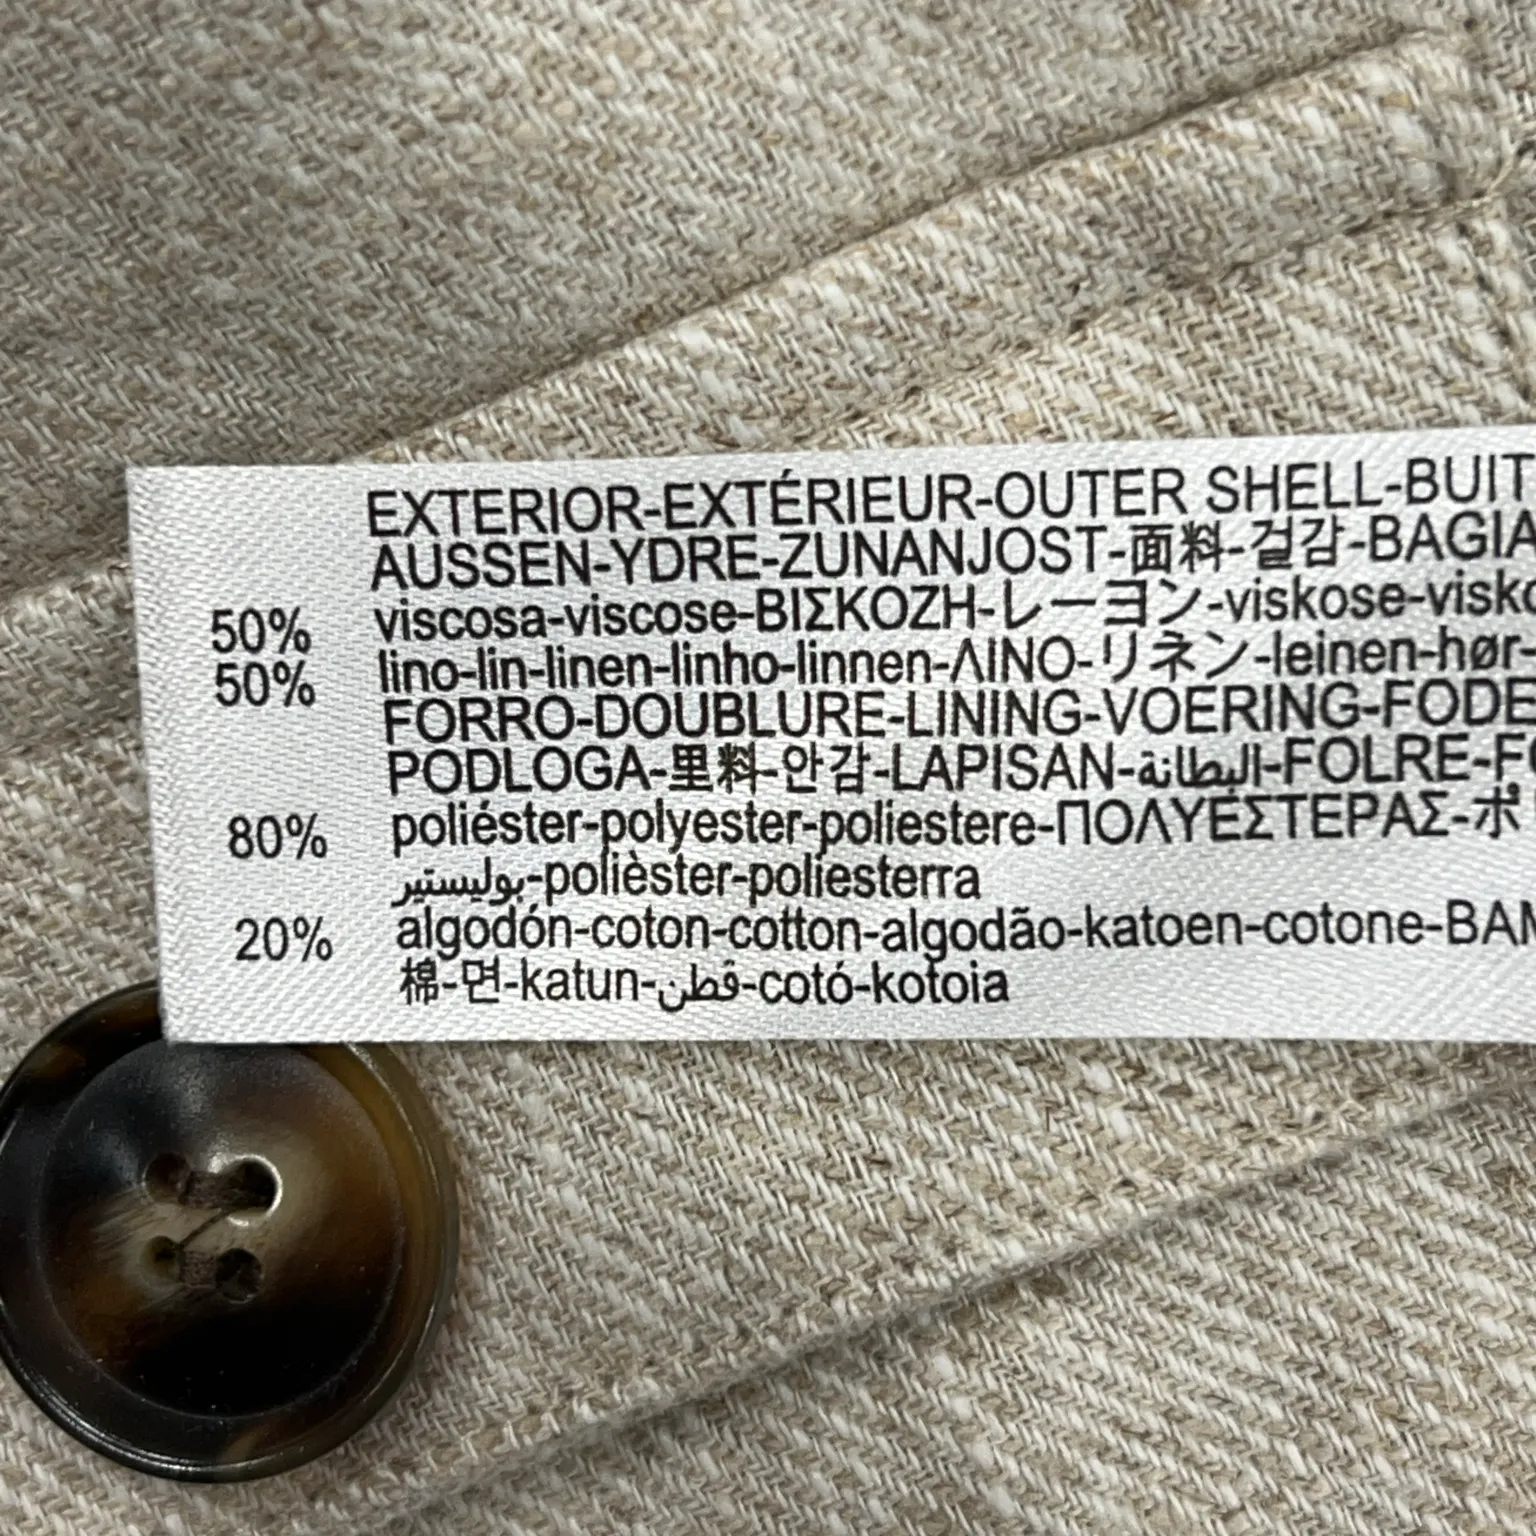 EXTERIOR-EXTÉRIEUR-OUTER SHELL-BUIT
AUSSEN-YDRE-ZUNANJOST-面料-겉감-BAGIA
50% viscosa-viscose-ΒΙΣΚΟΖΗ-レーヨン-viskose-visko
50% lino-lin-linen-linho-linnen-ΛΙΝΟ-リネン-leinen-hør-
FORRO-DOUBLURE-LINING-VOERING-FODE
PODLOGA-里料-안감-LAPISAN-البطانة-FOLRE-FO
80% poliéster-polyester-poliestere-ΠΟΛΥΕΣΤΕΡΑΣ-ポ
بوليستير-polièster-poliesterra
20% algodón-coton-cotton-algodão-katoen-cotone-BAM
棉-면-katun-قطن-cotó-kotoia